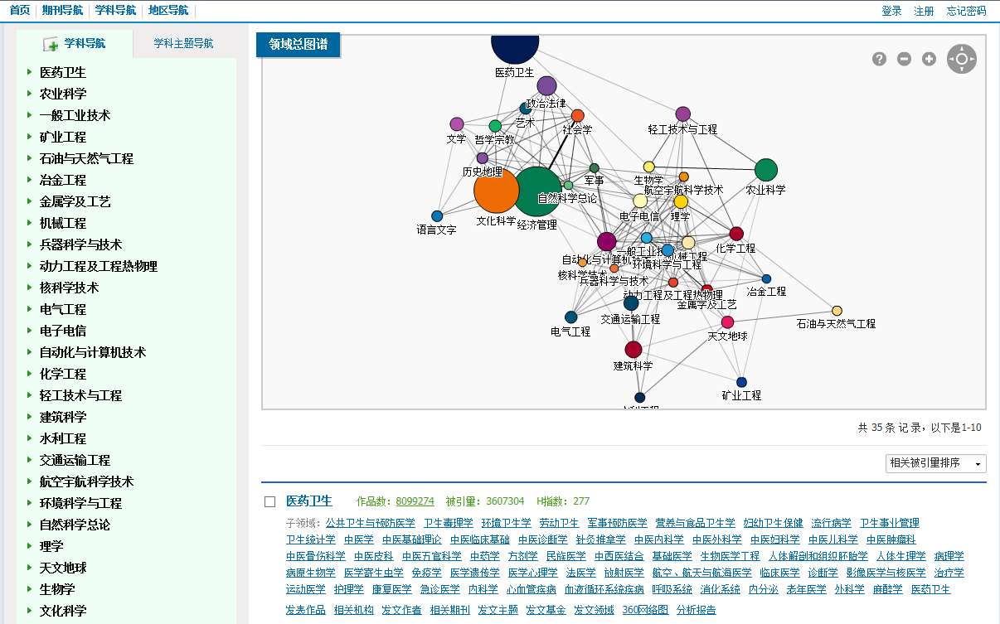 首页 期刊导航 学科导航 地区导航
登录 注册 忘记密码
学科导航 学科主题导航
医药卫生
农业科学
一般工业技术
矿业工程
石油与天然气工程
冶金工程
金属学及工艺
机械工程
兵器科学与技术
动力工程及工程热物理
核科学技术
电气工程
电子电信
自动化与计算机技术
化学工程
轻工技术与工程
建筑科学
水利工程
交通运输工程
航空宇航科学技术
环境科学与工程
自然科学总论
理学
天文地球
生物学
文化科学
领域总图谱
医药卫生
政治法律
艺术
社会学
文学
哲学宗教
轻工技术与工程
历史地理
军事
生物学
航空宇航科学技术
农业科学
自然科学总论
文化科学
经济管理
电子电信
理学
语言文字
化学工程
一般工业技术
机械工程
自动化与计算机技术
环境科学与工程
核科学技术
兵器科学与技术
动力工程及工程热物理
冶金工程
金属学及工艺
交通运输工程
电气工程
石油与天然气工程
天文地球
建筑科学
矿业工程
共 35 条 记 录，以下是1-10
相关被引量排序
医药卫生 作品数：8099274 被引量：3607304 H指数：277
子领域：公共卫生与预防医学 卫生毒理学 环境卫生学 劳动卫生 军事预防医学 营养与食品卫生学 妇幼卫生保健 流行病学 卫生事业管理
卫生统计学 中医学 中医基础理论 中医临床基础 中医诊断学 针灸推拿学 中医内科学 中医外科学 中医妇科学 中医儿科学 中医肿瘤科
中医骨伤科学 中医皮科 中医五官科学 中药学 方剂学 民族医学 中西医结合 基础医学 生物医学工程 人体解剖和组织胚胎学 人体生理学 病理学
病原生物学 医学寄生虫学 免疫学 医学遗传学 医学心理学 法医学 放射医学 航空、航天与航海医学 临床医学 诊断学 影像医学与核医学 治疗学
运动医学 护理学 康复医学 急诊医学 内科学 心血管疾病 血液循环系统疾病 呼吸系统 消化系统 内分泌 老年医学 外科学 麻醉学 医药卫生
发表作品 相关机构 发文作者 相关期刊 发文主题 发文基金 发文领域 360网络图 分析报告